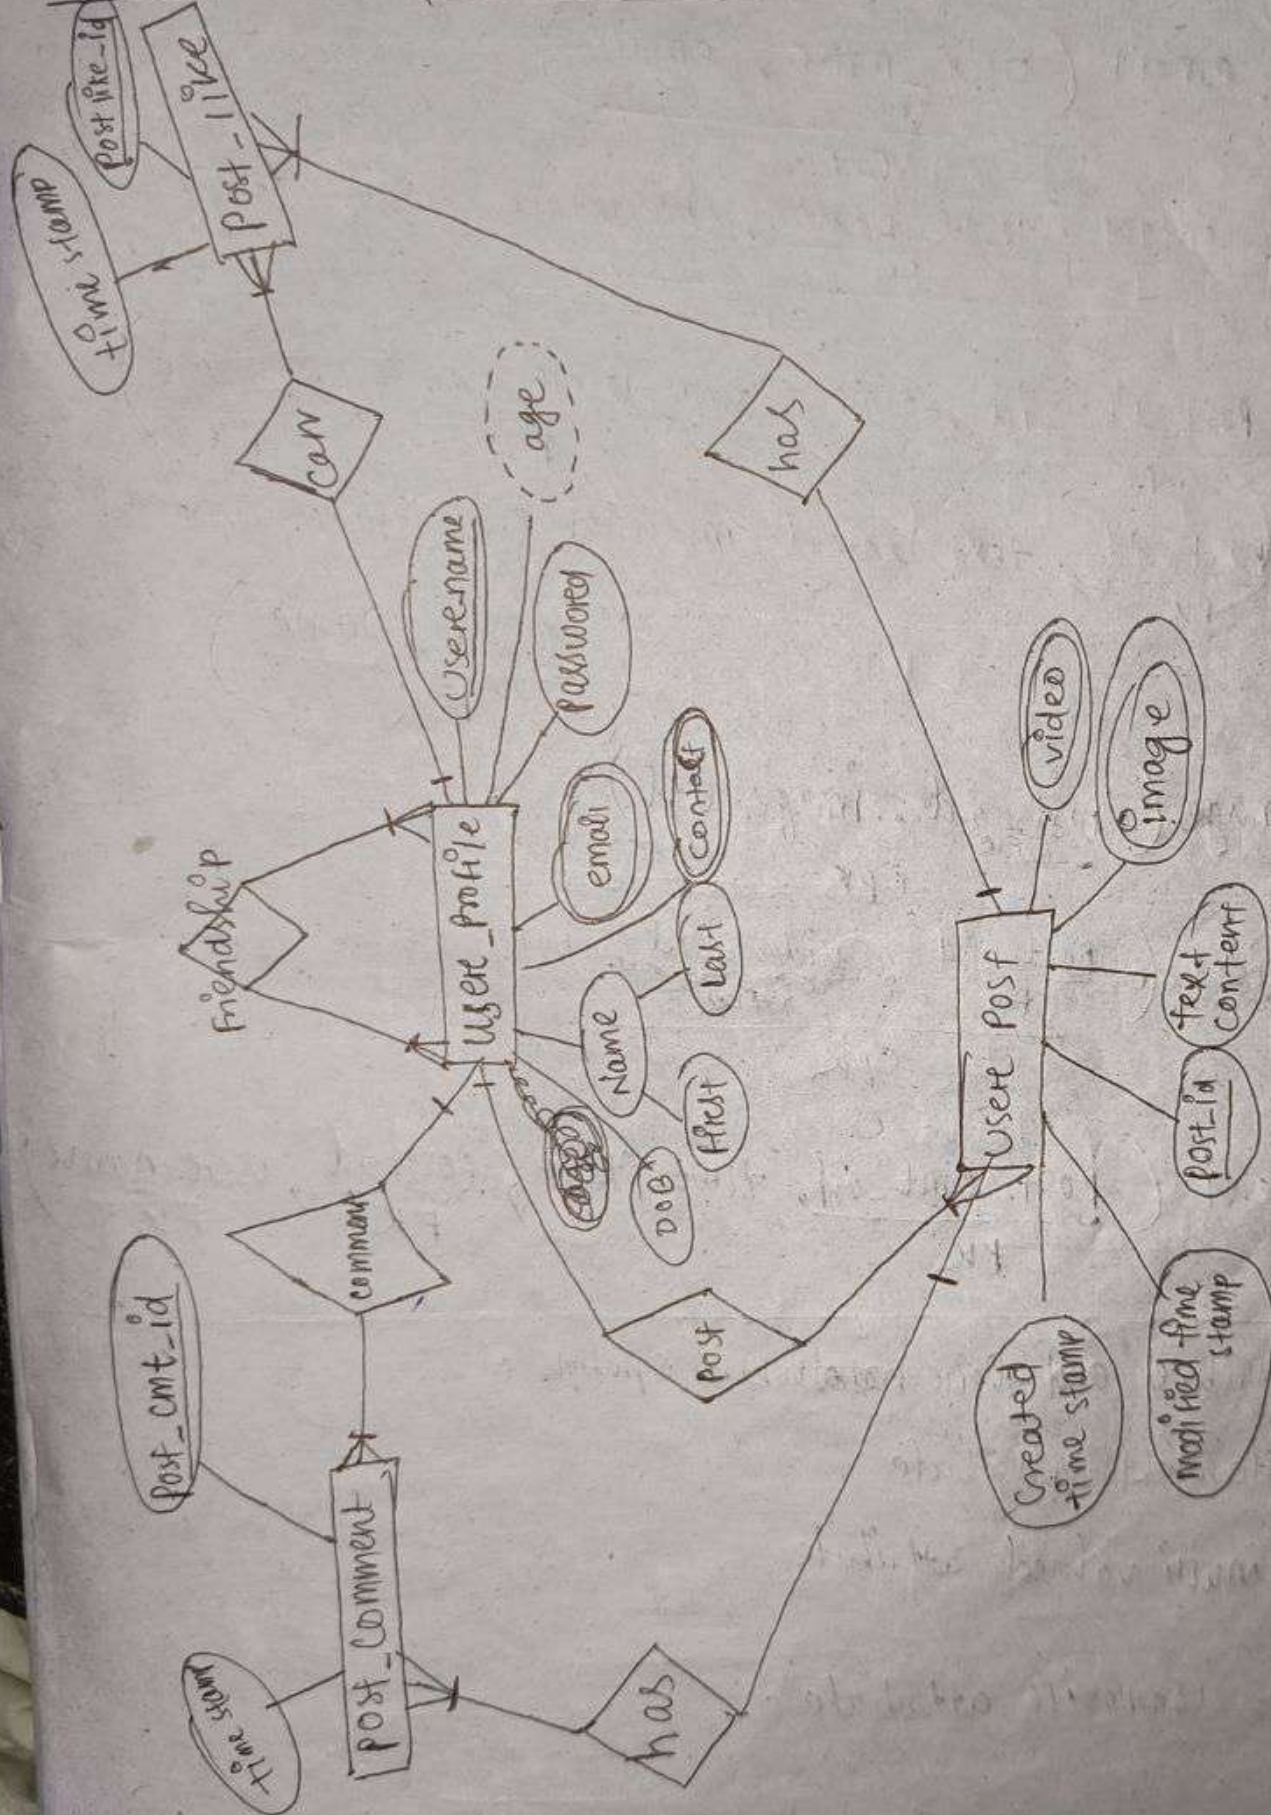 time stamp
Post_cmt_id
Friendship
time stamp
Post like_id
Post_comment
comment
User_Profile
can
Post_like
Username
age
Password
email
Contact
Name
First
Last
DOB
has
Post
has
User Post
Created
time stamp
modified time
stamp
Post_id
text
content
image
video